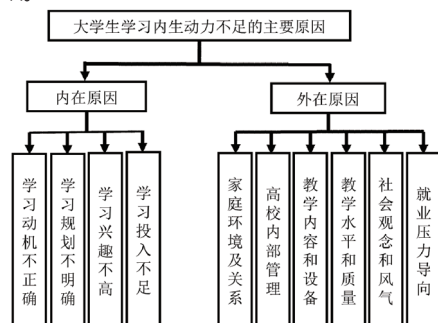 大学生学习内生动力不足的主要原因
内在原因
外在原因
学习动机不正确
学习规划不明确
学习兴趣不高
学习投入不足
家庭环境及关系
高校内部管理
教学内容和设备
教学水平和质量
社会观念和风气
就业压力导向